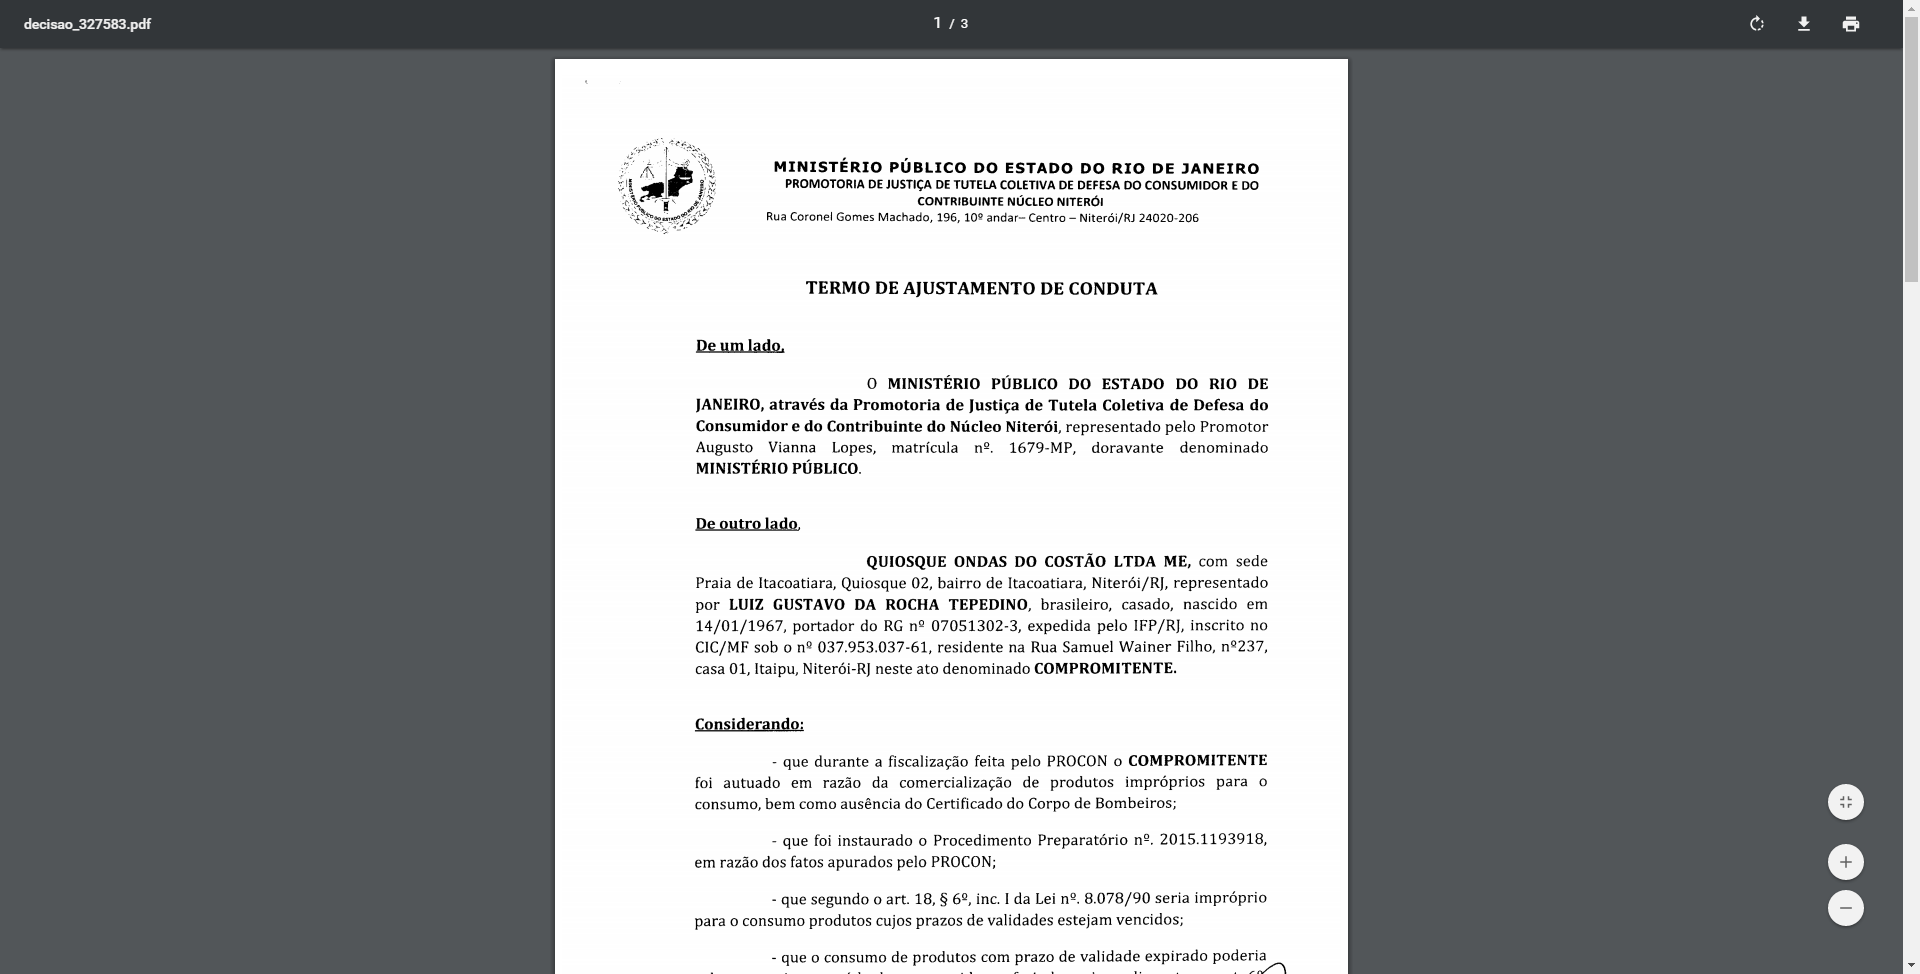 decisao_327583.pdf
1 / 3
MINISTÉRIO PÚBLICO DO ESTADO DO RIO DE JANEIRO
PROMOTORIA DE JUSTIÇA DE TUTELA COLETIVA DE DEFESA DO CONSUMIDOR E DO
CONTRIBUINTE NÚCLEO NITERÓI
Rua Coronel Gomes Machado, 196, 10º andar– Centro – Niterói/RJ 24020-206
MINISTÉRIO PÚBLICO DO ESTADO DO RIO DE JANEIRO
TERMO DE AJUSTAMENTO DE CONDUTA
De um lado,
O MINISTÉRIO PÚBLICO DO ESTADO DO RIO DE
JANEIRO, através da Promotoria de Justiça de Tutela Coletiva de Defesa do
Consumidor e do Contribuinte do Núcleo Niterói, representado pelo Promotor
Augusto Vianna Lopes, matrícula nº. 1679-MP, doravante denominado
MINISTÉRIO PÚBLICO.
De outro lado,
QUIOSQUE ONDAS DO COSTÃO LTDA ME, com sede
Praia de Itacoatiara, Quiosque 02, bairro de Itacoatiara, Niterói/RJ, representado
por LUIZ GUSTAVO DA ROCHA TEPEDINO, brasileiro, casado, nascido em
14/01/1967, portador do RG nº 07051302-3, expedida pelo IFP/RJ, inscrito no
CIC/MF sob o nº 037.953.037-61, residente na Rua Samuel Wainer Filho, nº237,
casa 01, Itaipu, Niterói-RJ neste ato denominado COMPROMITENTE.
Considerando:
- que durante a fiscalização feita pelo PROCON o COMPROMITENTE
foi autuado em razão da comercialização de produtos impróprios para o
consumo, bem como ausência do Certificado do Corpo de Bombeiros;
- que foi instaurado o Procedimento Preparatório nº. 2015.1193918,
em razão dos fatos apurados pelo PROCON;
- que segundo o art. 18, § 6º, inc. I da Lei nº. 8.078/90 seria impróprio
para o consumo produtos cujos prazos de validades estejam vencidos;
- que o consumo de produtos com prazo de validade expirado poderia